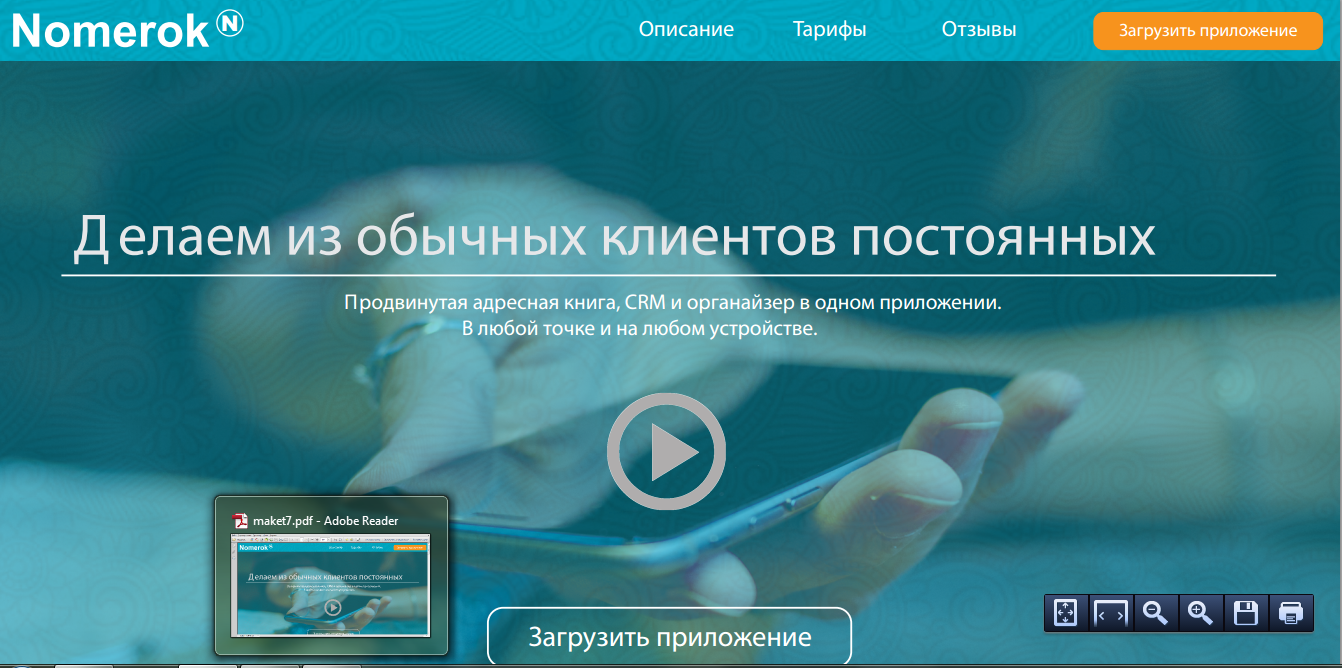 Nomerok N
Описание
Тарифы
Отзывы
Загрузить приложение
Делаем из обычных клиентов постоянных
Продвинутая адресная книга, CRM и органайзер в одном приложении.
В любой точке и на любом устройстве.
maket7.pdf - Adobe Reader
Nomerok N
Делаем из обычных клиентов постоянных
Загрузить приложение